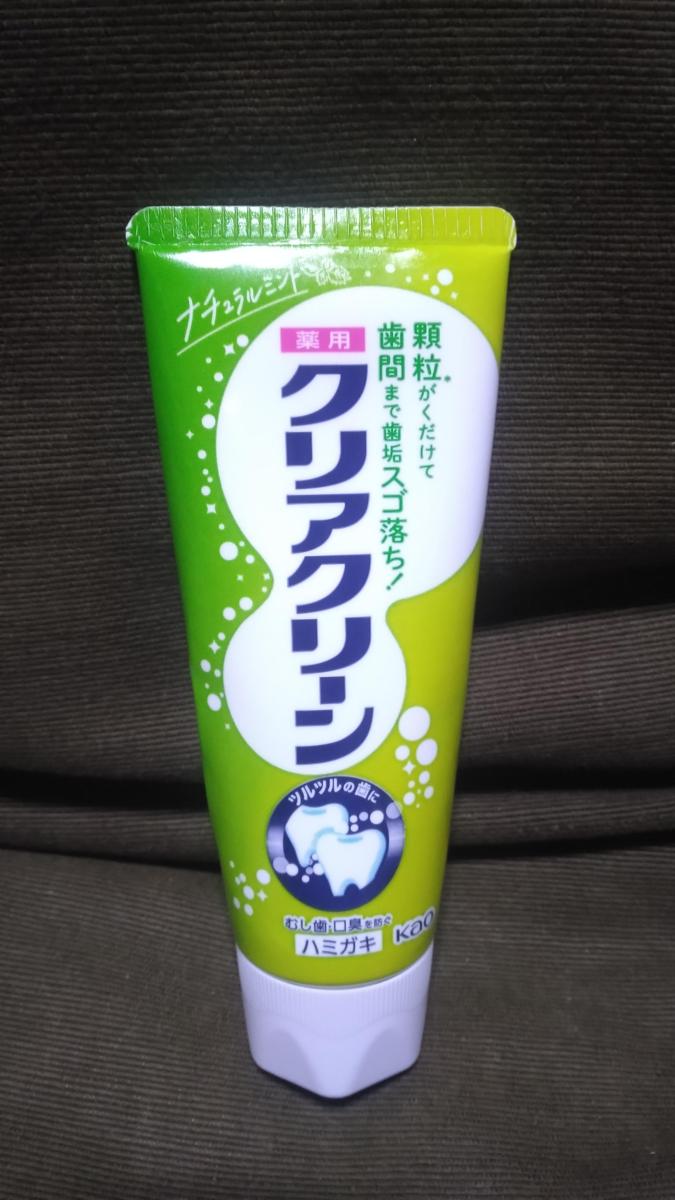 ナチュラルミント
薬用
クリアクリーン
顆粒*がくだけて
歯間まで歯垢スゴ落ち!
ツルツルの歯に
むし歯・口臭を防ぐ
ハミガキ
Kao